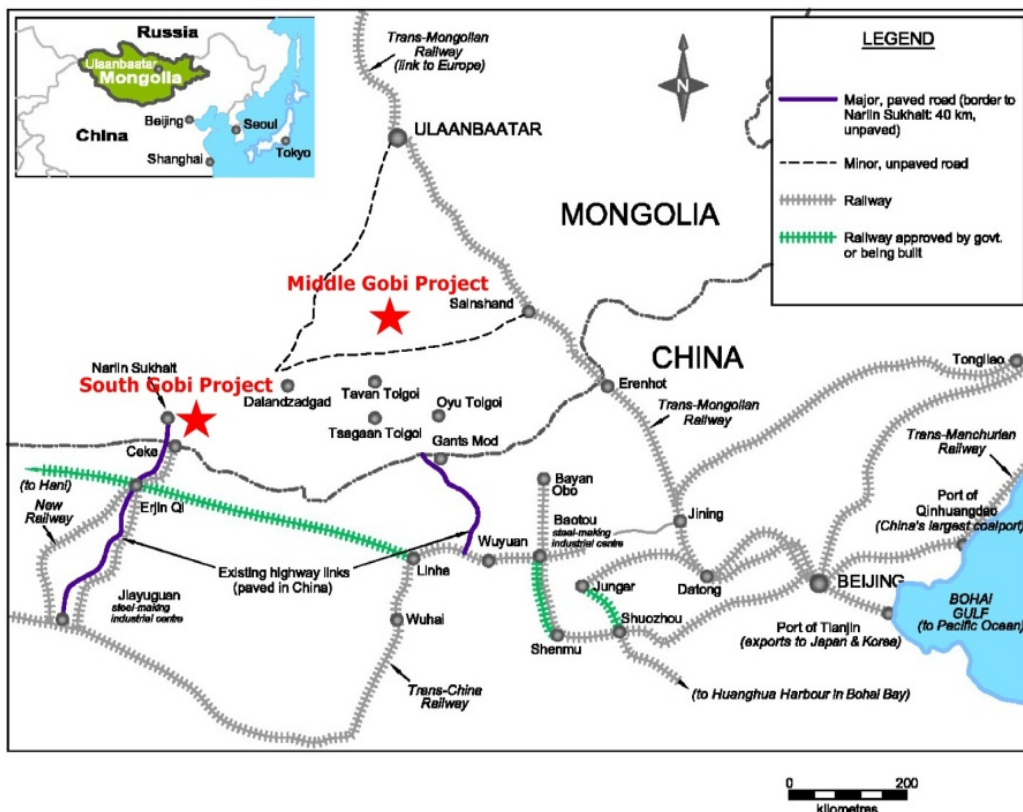 Russia
Ulaanbaatar
Mongolia
China
Beijing
Seoul
Shanghai
Tokyo
Trans-Mongolian
Railway
(link to Europe)
ULAANBAATAR
N
LEGEND
Major, paved road (border to
Nariin Sukhait: 40 km,
unpaved)
Minor, unpaved road
Railway
Railway approved by govt.
or being built
MONGOLIA
Middle Gobi Project
Sainshand
CHINA
Nariin Sukhait
South Gobi Project
Dalandzadgad
Tavan Tolgoi
Oyu Tolgoi
Tsagaan Tolgoi
Gants Mod
Erenhot
Tongliao
Trans-Mongolian
Railway
Trans-Manchurian
Railway
Ceke
(to Hani)
New
Railway
Erjin Qi
Bayan
Obo
Baotou
steel-making
industrial centre
Jining
Port of
Qinhuangdao
(China's largest coalport)
Existing highway links
(paved in China)
Linhe
Wuyuan
Jungar
Datong
BEIJING
BOHAI
GULF
(to Pacific Ocean)
Jiayuguan
steel-making
industrial centre
Wuhai
Shenmu
Shuozhou
Port of Tianjin
(exports to Japan & Korea)
Trans-China
Railway
(to Huanghua Harbour in Bohai Bay)
0
200
kilometres